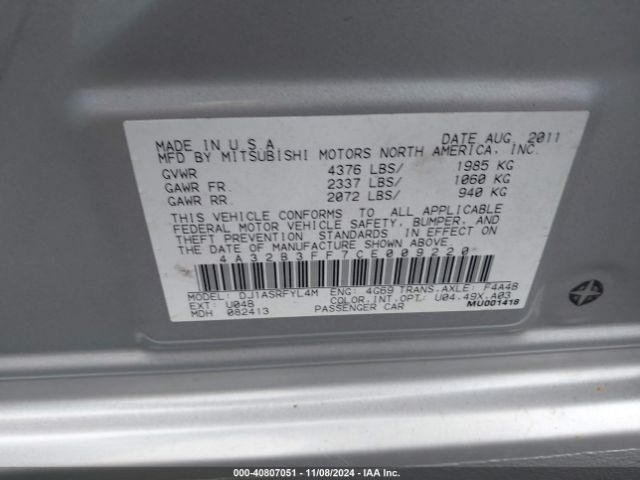 MADE IN U.S.A. DATE AUG. 2011
MFD BY MITSUBISHI MOTORS NORTH AMERICA, INC.
GVWR 4376 LBS/ 1985 KG
GAWR FR. 2337 LBS/ 1060 KG
GAWR RR. 2072 LBS/ 940 KG
THIS VEHICLE CONFORMS TO ALL APPLICABLE
FEDERAL MOTOR VEHICLE SAFETY, BUMPER, AND
THEFT PREVENTION STANDARDS IN EFFECT ON
THE DATE OF MANUFACTURE SHOWN ABOVE.
*4A32B3FF7CE009220*
MODEL: DJ1ASRFYL4M ENG: 4G69 TRANS.AXLE: F4A4B
EXT: U04B COLOR.INT.OPT: U04.49X.A03
MDH 082413 PASSENGER CAR MU001418
000-40807051 - 11/08/2024 - IAA Inc.